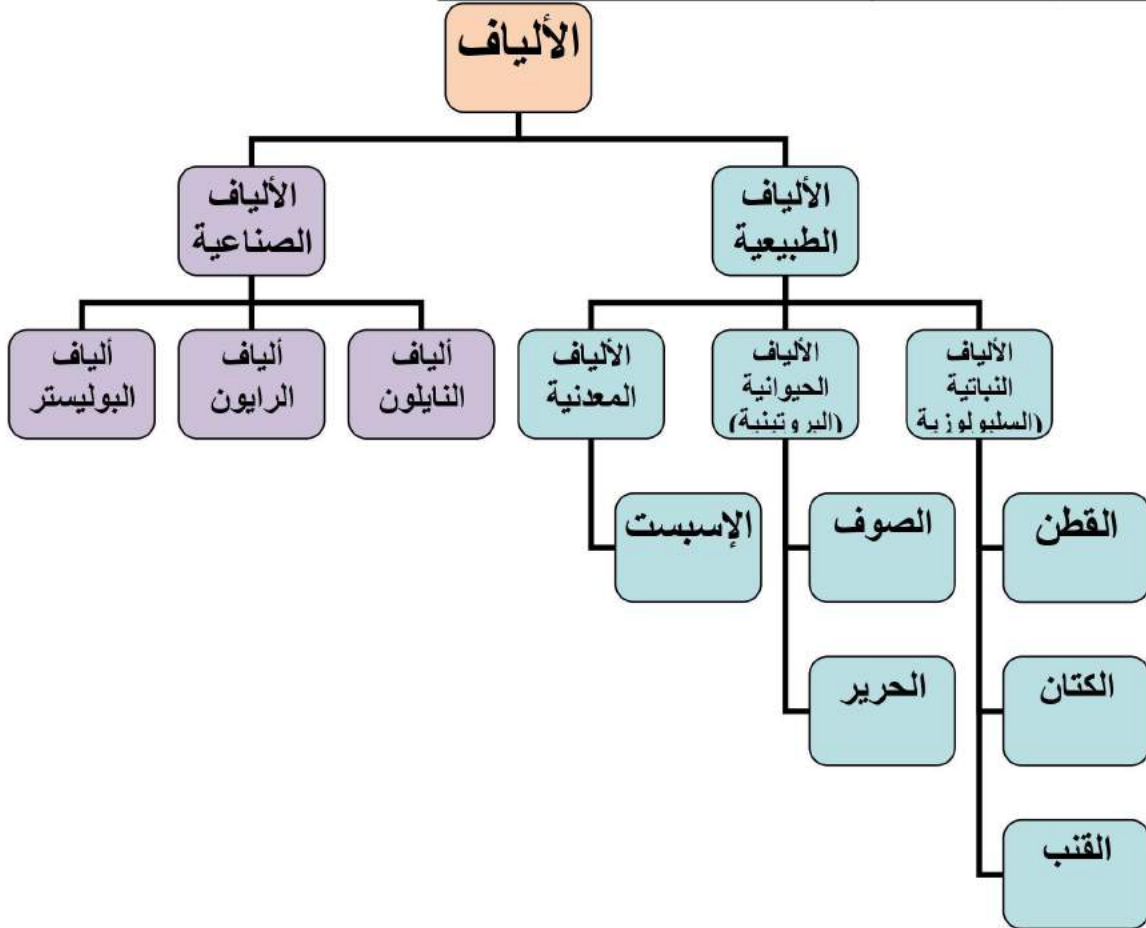 الألياف
الألياف
الطبيعية
الألياف
الصناعية
الألياف
النباتية
(السليولوزية
الألياف
الحيوانية
(البروتينية)
الألياف
المعدنية
ألياف
النايلون
ألياف
الرايون
ألياف
البوليستر
القطن
الصوف
الإسبست
الكتان
الحرير
القنب